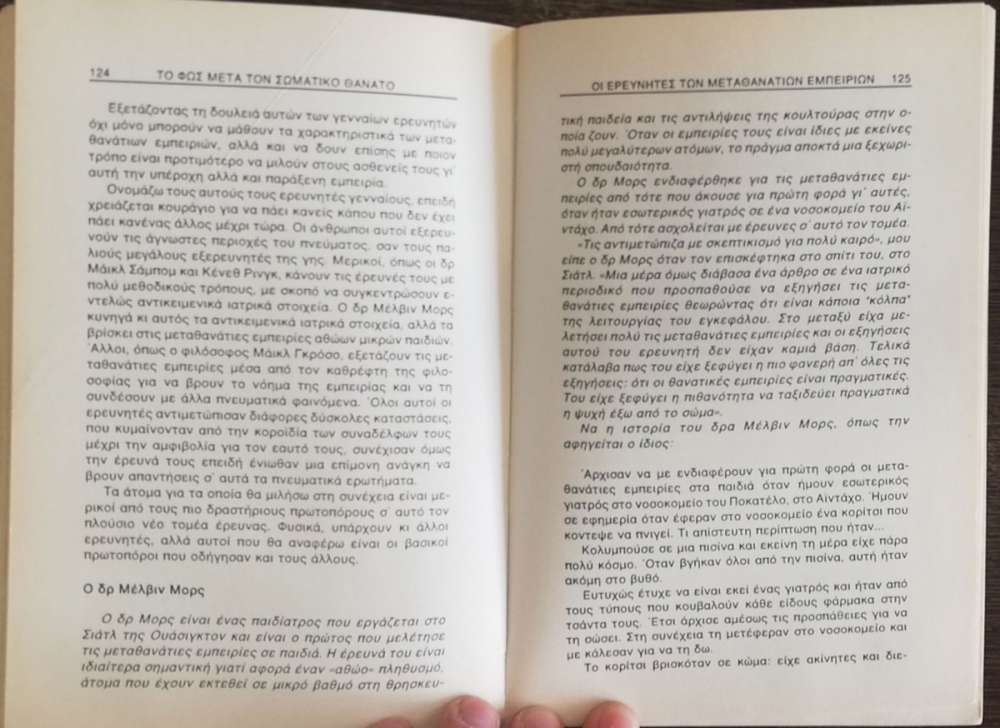 124 ΤΟ ΦΩΣ ΜΕΤΑ ΤΟΝ ΣΩΜΑΤΙΚΟ ΘΑΝΑΤΟ
Εξετάζοντας τη δουλειά αυτών των γενναίων ερευνητών
όχι μόνο μπορούν να μάθουν τα χαρακτηριστικά των μετα-
θανάτιων εμπειριών, αλλά και να δουν επίσης με ποιον
τρόπο είναι προτιμότερο να μιλούν στους ασθενείς τους γι'
αυτή την υπέροχη αλλά και παράξενη εμπειρία.
Ονομάζω τους αυτούς τους ερευνητές γενναίους, επειδή
χρειάζεται κουράγιο για να πάει κανείς κάπου που δεν έχει
πάει κανένας άλλος μέχρι τώρα. Οι άνθρωποι αυτοί εξερευ-
νούν τις άγνωστες περιοχές του πνεύματος, σαν τους πα-
λιούς μεγάλους εξερευνητές της γης. Μερικοί, όπως οι δρ
Μάικλ Σάμπομ και Κένεθ Ρινγκ, κάνουν τις έρευνές τους με
πολύ μεθοδικούς τρόπους, με σκοπό να συγκεντρώσουν ε-
ντελώς αντικειμενικά ιατρικά στοιχεία. Ο δρ Μέλβιν Μορς
κυνηγά κι αυτός τα αντικειμενικά ιατρικά στοιχεία, αλλά τα
βρίσκει στις μεταθανάτιες εμπειρίες αθώων μικρών παιδιών.
Άλλοι, όπως ο φιλόσοφος Μάικλ Γκρόσο, εξετάζουν τις με-
ταθανάτιες εμπειρίες μέσα από τον καθρέφτη της φιλο-
σοφίας για να βρουν το νόημα της εμπειρίας και να τη
συνδέσουν με άλλα πνευματικά φαινόμενα. Όλοι αυτοί οι
ερευνητές αντιμετώπισαν διάφορες δύσκολες καταστάσεις,
που κυμαίνονταν από την κοροϊδία των συναδέλφων τους
μέχρι την αμφιβολία για τον εαυτό τους, συνέχισαν όμως
την έρευνά τους επειδή ένιωθαν μια επίμονη ανάγκη να
βρουν απαντήσεις σ' αυτά τα πνευματικά ερωτήματα.
Τα άτομα για τα οποία θα μιλήσω στη συνέχεια είναι με-
ρικοί από τους πιο δραστήριους πρωτοπόρους σ' αυτό τον
πλούσιο νέο τομέα έρευνας. Φυσικά, υπάρχουν κι άλλοι
ερευνητές, αλλά αυτοί που θα αναφέρω είναι οι βασικοί
πρωτοπόροι που οδήγησαν και τους άλλους.
Ο δρ Μέλβιν Μορς
Ο δρ Μορς είναι ένας παιδίατρος που εργάζεται στο
Σιάτλ της Ουάσιγκτον και είναι ο πρώτος που μελέτησε
τις μεταθανάτιες εμπειρίες σε παιδιά. Η έρευνά του είναι
ιδιαίτερα σημαντική γιατί αφορά έναν «αθώο» πληθυσμό,
άτομα που έχουν εκτεθεί σε μικρό βαθμό στη θρησκευ-
ΟΙ ΕΡΕΥΝΗΤΕΣ ΤΩΝ ΜΕΤΑΘΑΝΑΤΙΩΝ ΕΜΠΕΙΡΙΩΝ 125
τική παιδεία και τις αντιλήψεις της κουλτούρας στην ο-
ποία ζουν. Όταν οι εμπειρίες τους είναι ίδιες με εκείνες
πολύ μεγαλύτερων ατόμων, το πράγμα αποκτά μια ξεχωρι-
στή σπουδαιότητα.
Ο δρ Μορς ενδιαφέρθηκε για τις μεταθανάτιες εμ-
πειρίες από τότε που άκουσε για πρώτη φορά γι' αυτές,
όταν ήταν εσωτερικός γιατρός σε ένα νοσοκομείο του Αϊ-
ντάχο. Από τότε ασχολείται με έρευνες σ' αυτό τον τομέα.
«Τις αντιμετώπιζα με σκεπτικισμό για πολύ καιρό», μου
είπε ο δρ Μορς όταν τον επισκέφτηκα στο σπίτι του, στο
Σιάτλ. «Μια μέρα όμως διάβασα ένα άρθρο σε ένα ιατρικό
περιοδικό που προσπαθούσε να εξηγήσει τις μετα-
θανάτιες εμπειρίες θεωρώντας ότι είναι κάποια "κόλπα"
της λειτουργίας του εγκεφάλου. Στο μεταξύ είχα με-
λετήσει πολύ τις μεταθανάτιες εμπειρίες και οι εξηγήσεις
αυτού του ερευνητή δεν είχαν καμιά βάση. Τελικά
κατάλαβα πως του είχε ξεφύγει η πιο φανερή απ' όλες τις
εξηγήσεις: ότι οι θανατικές εμπειρίες είναι πραγματικές.
Του είχε ξεφύγει η πιθανότητα να ταξιδεύει πραγματικά
η ψυχή έξω από το σώμα».
Να η ιστορία του δρα Μέλβιν Μορς, όπως την
αφηγείται ο ίδιος:
Άρχισαν να με ενδιαφέρουν για πρώτη φορά οι μετα-
θανάτιες εμπειρίες στα παιδιά όταν ήμουν εσωτερικός
γιατρός στο νοσοκομείο του Ποκατέλο, στο Αϊντάχο. Ήμουν
σε εφημερία όταν έφεραν στο νοσοκομείο ένα κορίτσι που
κόντεψε να πνιγεί. Τι απίστευτη περίπτωση που ήταν...
Κολυμπούσε σε μια πισίνα και εκείνη τη μέρα είχε πάρα
πολύ κόσμο. Όταν βγήκαν όλοι από την πισίνα, αυτή ήταν
ακόμη στο βυθό.
Ευτυχώς έτυχε να είναι εκεί ένας γιατρός και ήταν από
τους τύπους που κουβαλούν κάθε είδους φάρμακα στην
τσάντα τους. Έτσι άρχισε αμέσως τις προσπάθειες για να
τη σώσει. Στη συνέχεια τη μετέφεραν στο νοσοκομείο και
με κάλεσαν για να τη δω.
Το κορίτσι βρισκόταν σε κώμα: είχε ακίνητες και διε-